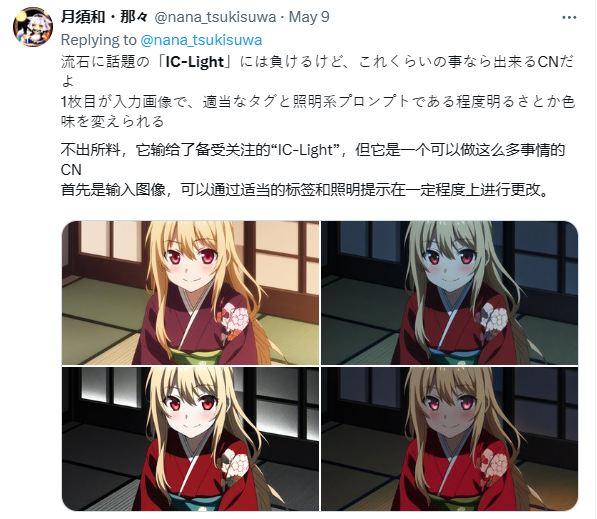 月須和・那々 @nana_tsukisuwa · May 9
Replying to @nana_tsukisuwa
流石に話題の「IC-Light」には負けるけど、これくらいの事なら出来るCNだ
よ
1枚目が入力画像で、適当なタグと照明系プロンプトである程度明るさとか色
味を変えられる
不出所料，它输给了备受关注的“IC-Light”，但它是一个可以做这么多事情的
CN
首先是输入图像，可以通过适当的标签和照明提示在一定程度上进行更改。